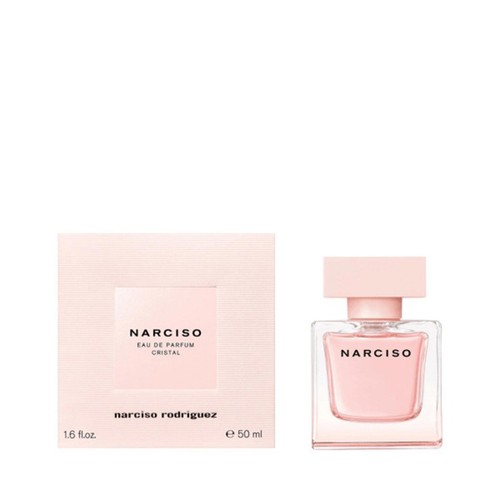 NARCISO
EAU DE PARFUM
CRISTAL
narciso rodriguez
1.6 fl.oz. ℮ 50 ml
NARCISO